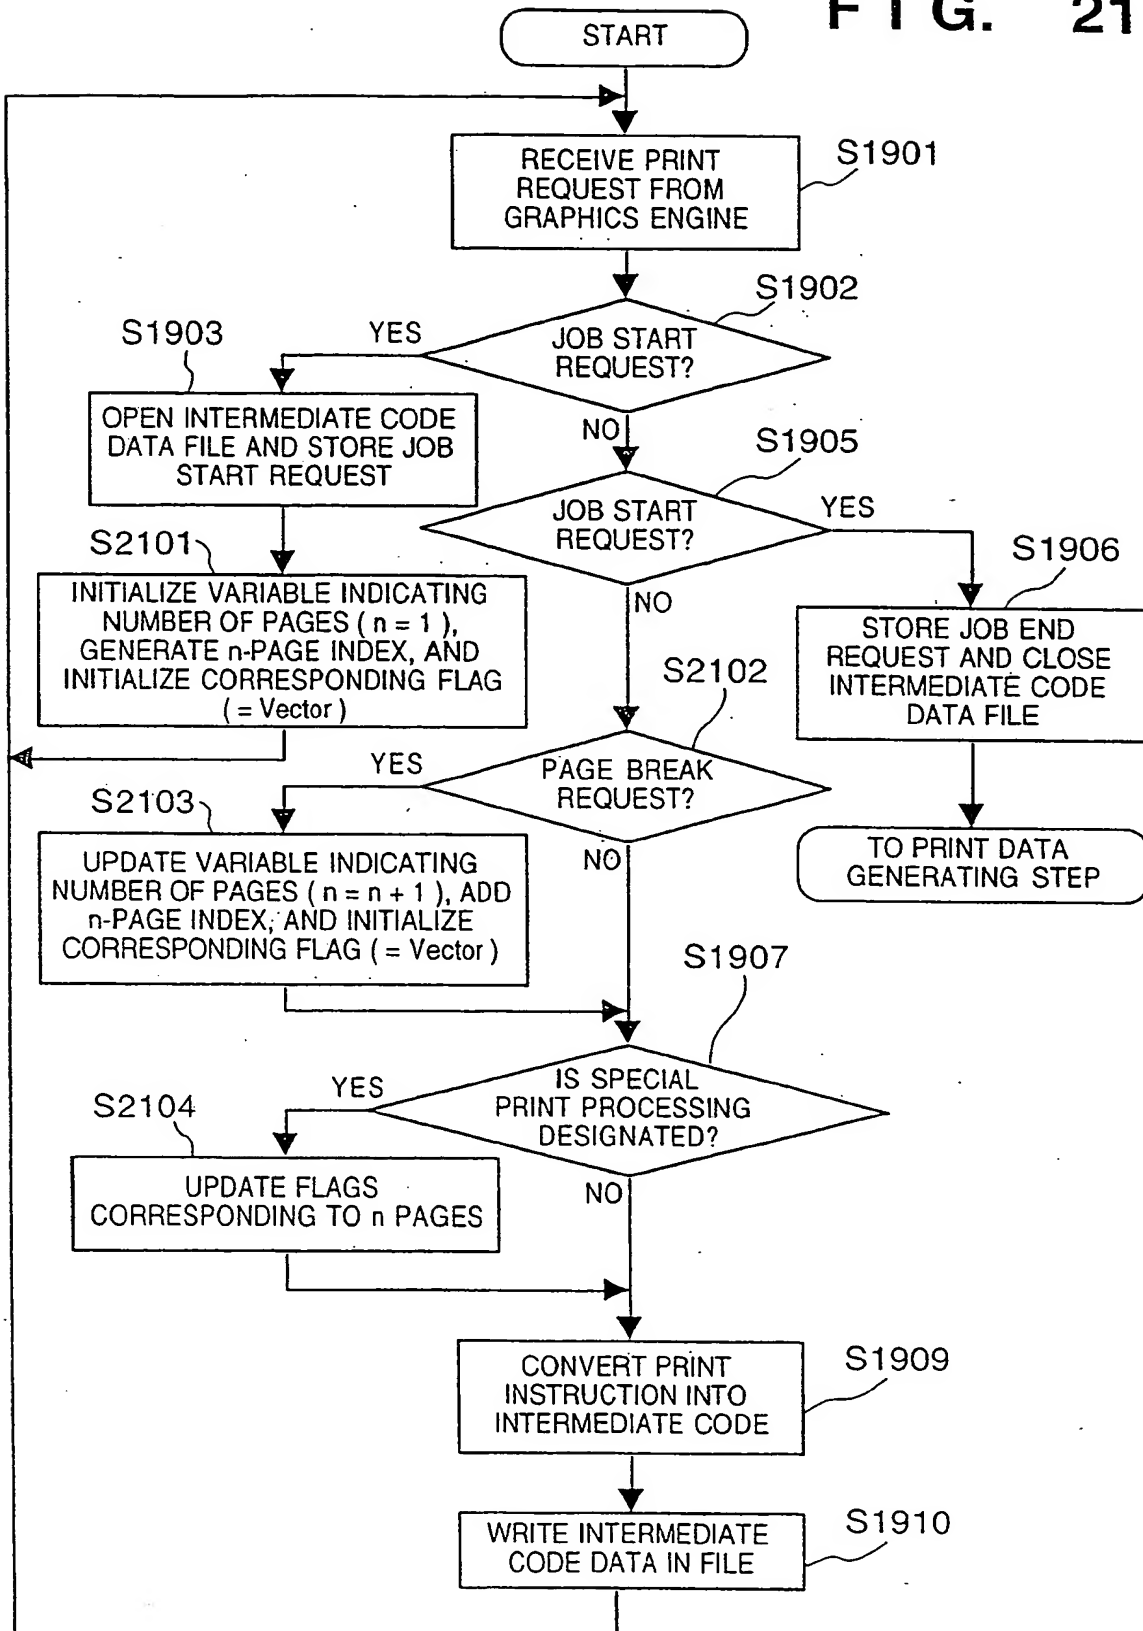 FIG. 21
START
RECEIVE PRINT
REQUEST FROM
GRAPHICS ENGINE
S1901
S1902
JOB START
REQUEST?
YES
NO
S1903
OPEN INTERMEDIATE CODE
DATA FILE AND STORE JOB
START REQUEST
S1905
JOB START
REQUEST?
YES
NO
S2101
INITIALIZE VARIABLE INDICATING
NUMBER OF PAGES ( n = 1 ),
GENERATE n-PAGE INDEX, AND
INITIALIZE CORRESPONDING FLAG
( = Vector )
S1906
STORE JOB END
REQUEST AND CLOSE
INTERMEDIATE CODE
DATA FILE
S2102
PAGE BREAK
REQUEST?
YES
NO
S2103
UPDATE VARIABLE INDICATING
NUMBER OF PAGES ( n = n + 1 ), ADD
n-PAGE INDEX, AND INITIALIZE
CORRESPONDING FLAG ( = Vector )
TO PRINT DATA
GENERATING STEP
S1907
IS SPECIAL
PRINT PROCESSING
DESIGNATED?
YES
NO
S2104
UPDATE FLAGS
CORRESPONDING TO n PAGES
CONVERT PRINT
INSTRUCTION INTO
INTERMEDIATE CODE
S1909
WRITE INTERMEDIATE
CODE DATA IN FILE
S1910